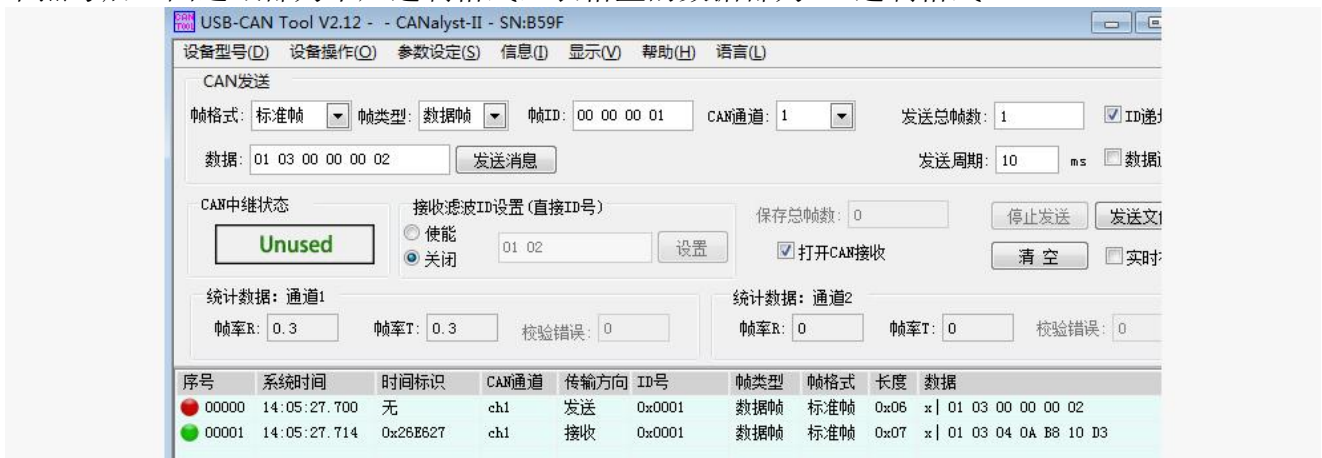 USB-CAN Tool V2.12 - - CANalyst-II - SN:B59F
设备型号(D) 设备操作(O) 参数设定(S) 信息(I) 显示(V) 帮助(H) 语言(L)
CAN发送
帧格式: 标准帧 帧类型: 数据帧 帧ID: 00 00 00 01 CAN通道: 1 发送总帧数: 1 ID递
数据: 01 03 00 00 00 02 发送消息 发送周期: 10 ms 数据
CAN中继状态 接收滤波ID设置(直接ID号)
保存总帧数: 0 停止发送 发送文
Unused 使能 01 02 设置
关闭 打开CAN接收 清 空 实时
统计数据: 通道1 统计数据: 通道2
帧率R: 0.3 帧率T: 0.3 校验错误: 0 帧率R: 0 帧率T: 0 校验错误: 0
序号 系统时间 时间标识 CAN通道 传输方向 ID号 帧类型 帧格式 长度 数据
00000 14:05:27.700 无 ch1 发送 0x0001 数据帧 标准帧 0x06 x| 01 03 00 00 00 02
00001 14:05:27.714 0x26E627 ch1 接收 0x0001 数据帧 标准帧 0x07 x| 01 03 04 0A B8 10 D3